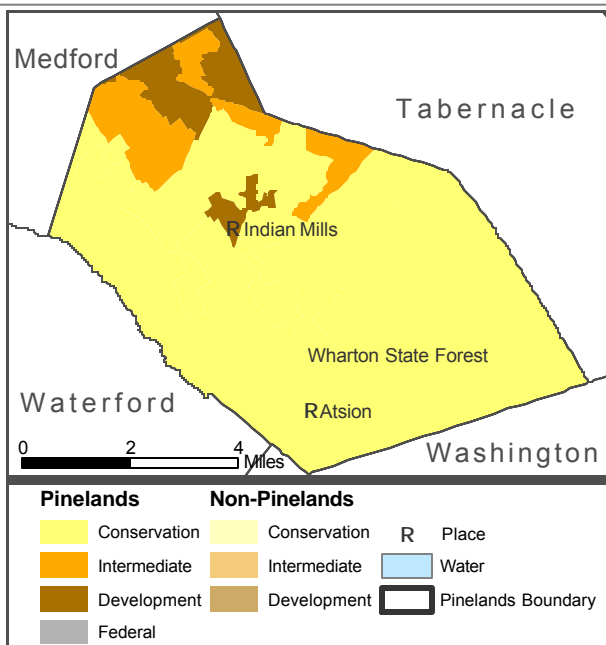 Medford
Tabernacle
R Indian Mills
Wharton State Forest
Waterford
R Atsion
Washington
0 2 4
Miles
Pinelands Non-Pinelands
Conservation Conservation R Place
Intermediate Intermediate Water
Development Development Pinelands Boundary
Federal